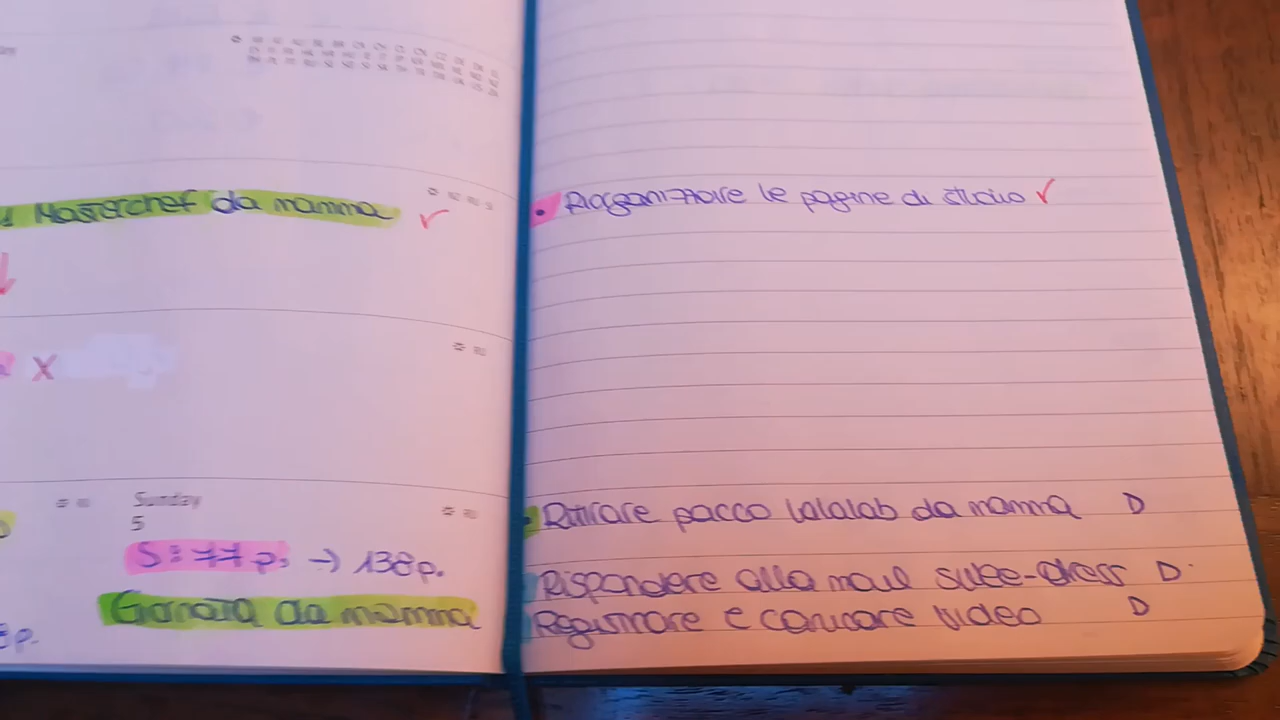 Masterchef da mamma ✓
X
Sunday
5
S: 77 p. → 138 p.
Giornata da mamma
p.
• Riorganizzare le pagine di studio ✓
• Ritirare pacco lalalab da mamma D
Rispondere alla mail D
Registrare e caricare video D